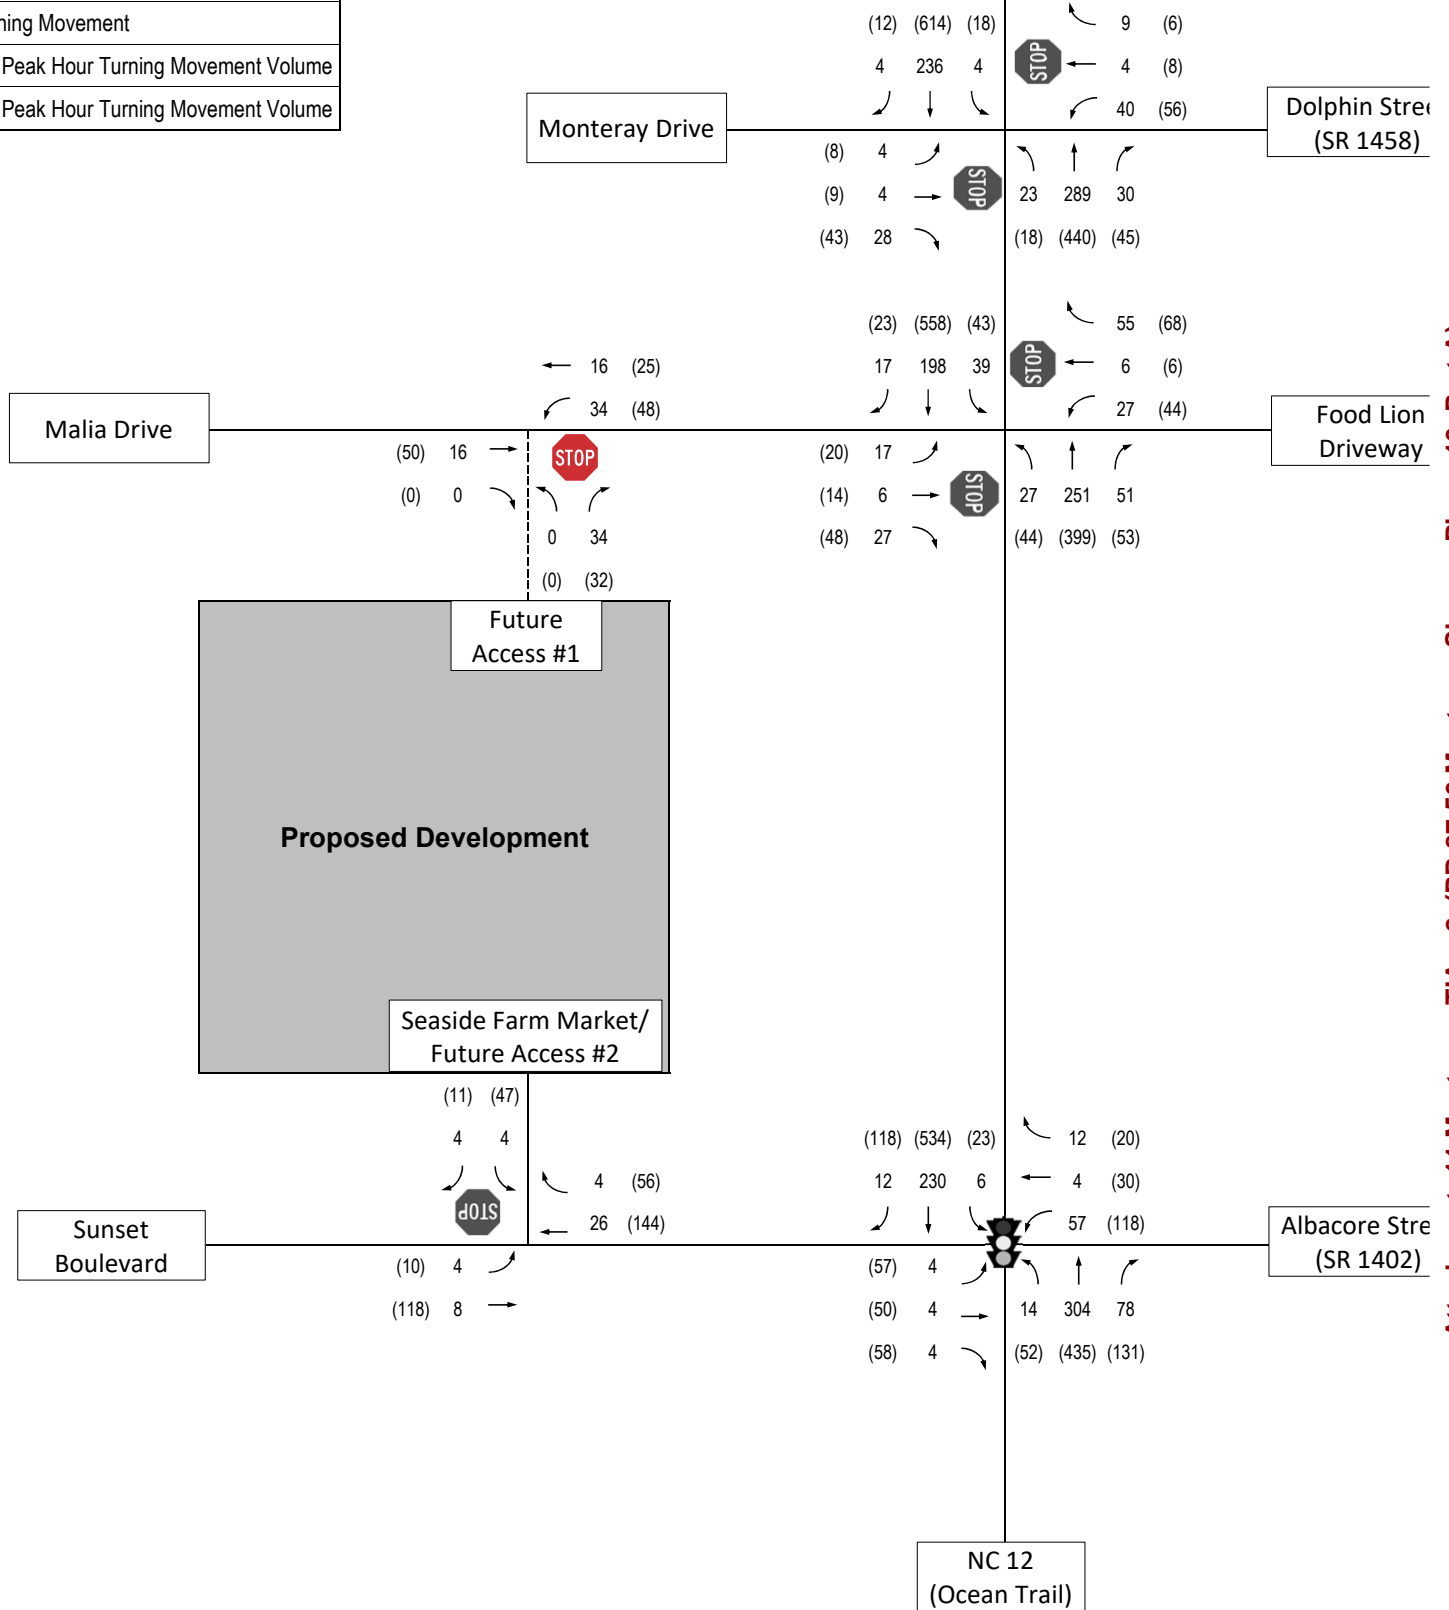 Movement
Peak Hour Turning Movement Volume
Peak Hour Turning Movement Volume
(12) (614) (18)
4 236 4
STOP
9 (6)
4 (8)
40 (56)
Monteray Drive
Dolphin
(SR 1458)
(8) 4
(9) 4
(43) 28
STOP
23 289 30
(18) (440) (45)
(23) (558) (43)
17 198 39
STOP
55 (68)
6 (6)
27 (44)
16 (25)
34 (48)
Malia Drive
Food Lion
Driveway
(50) 16
(0) 0
STOP
0 34
(0) (32)
(20) 17
(14) 6
(48) 27
STOP
27 251 51
(44) (399) (53)
Future
Access #1
Proposed Development
Seaside Farm Market/
Future Access #2
(11) (47)
4 4
STOP
4 (56)
26 (144)
Sunset
Boulevard
(10) 4
(118) 8
(118) (534) (23)
12 230 6
12 (20)
4 (30)
57 (118)
Albacore
(SR 1402)
(57) 4
(50) 4
(58) 4
14 304 78
(52) (435) (131)
NC 12
(Ocean Trail)